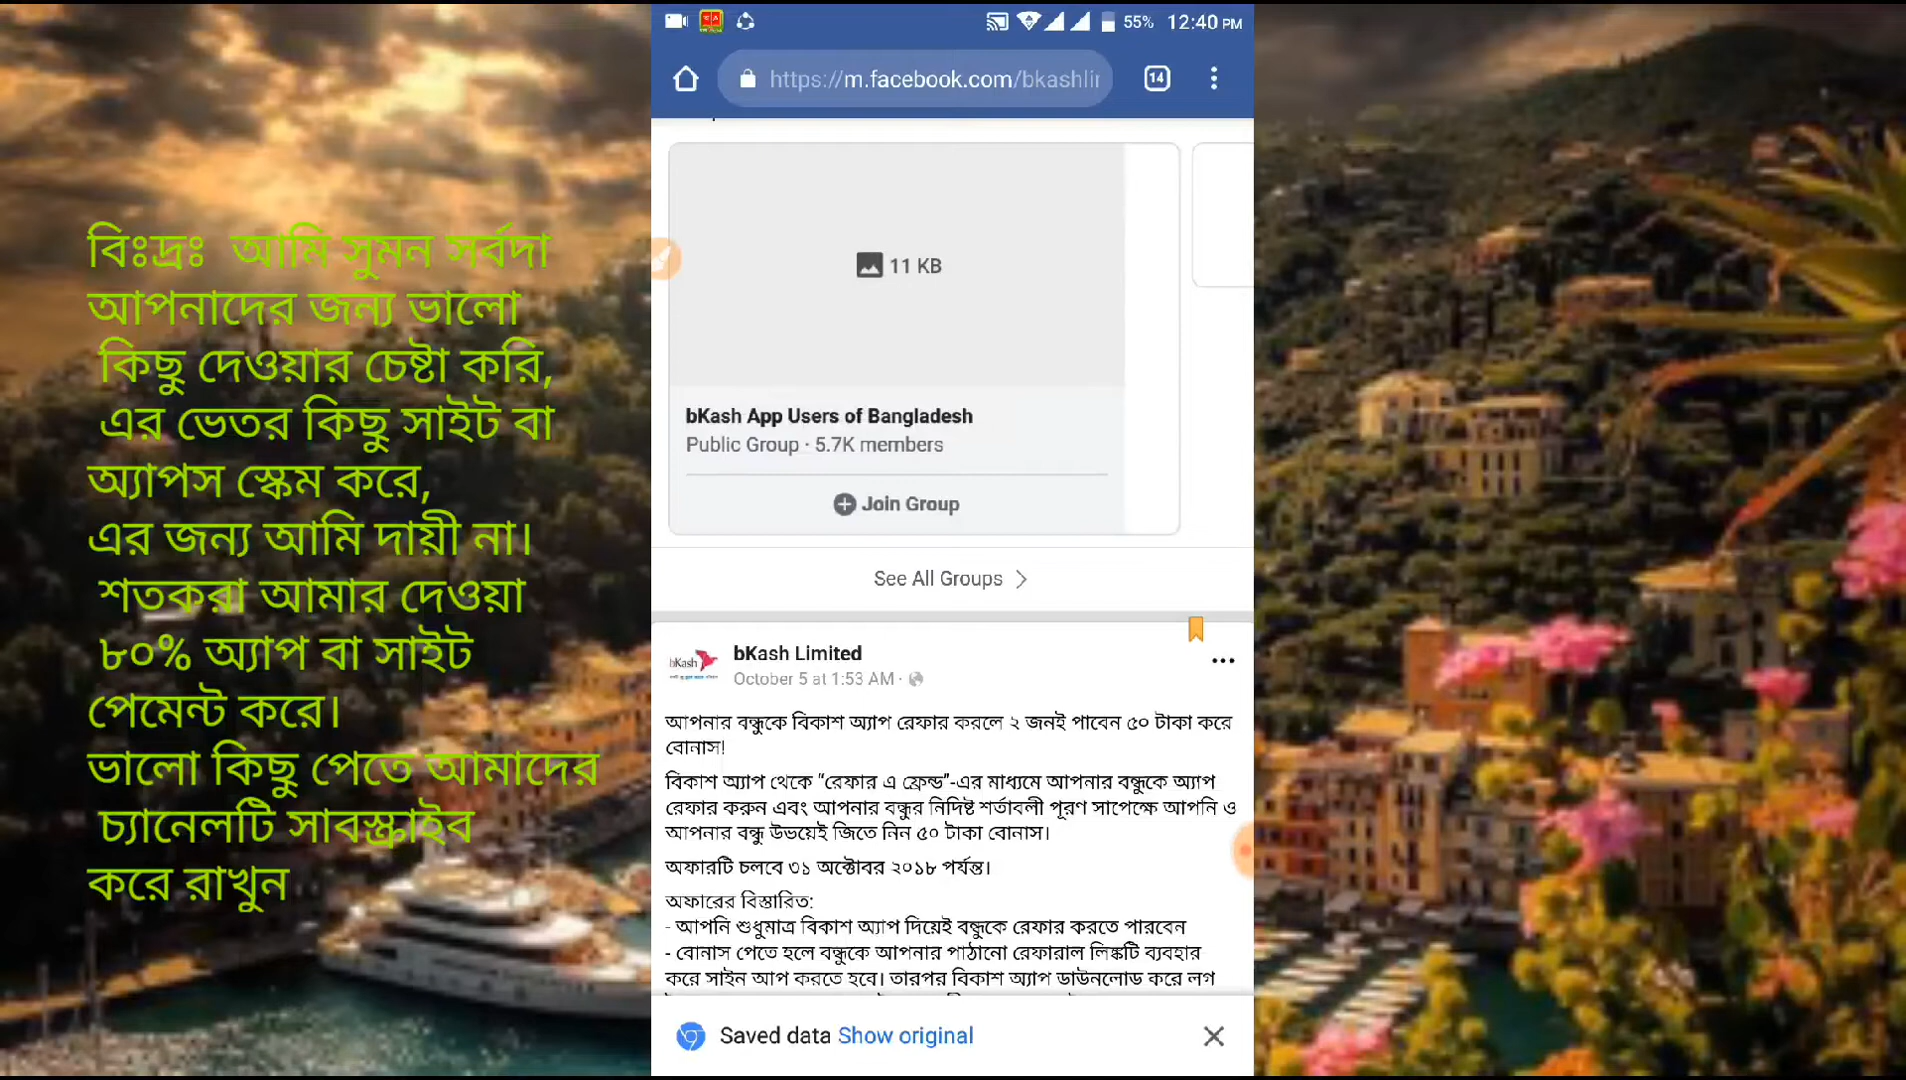 বিঃদ্রঃ আমি সুমন সর্বদা
আপনাদের জন্য ভালো
কিছু দেওয়ার চেষ্টা করি,
এর ভেতর কিছু সাইট বা
অ্যাপস স্কেম করে,
এর জন্য আমি দায়ী না।
শতকরা আমার দেওয়া
৮০% অ্যাপ বা সাইট
পেমেন্ট করে।
ভালো কিছু পেতে আমাদের
চ্যানেলটি সাবস্ক্রাইব
করে রাখুন
55% 12:40 PM
https://m.facebook.com/bkashlin
14
11 KB
bKash App Users of Bangladesh
Public Group · 5.7K members
Join Group
See All Groups
bKash
bKash Limited
October 5 at 1:53 AM ·
আপনার বন্ধুকে বিকাশ অ্যাপ রেফার করলে ২ জনই পাবেন ৫০ টাকা করে
বোনাস!
বিকাশ অ্যাপ থেকে “রেফার এ ফ্রেন্ড”-এর মাধ্যমে আপনার বন্ধুকে অ্যাপ
রেফার করুন এবং আপনার বন্ধুর নির্দিষ্ট শর্তাবলী পূরণ সাপেক্ষে আপনি ও
আপনার বন্ধু উভয়েই জিতে নিন ৫০ টাকা বোনাস।
অফারটি চলবে ৩১ অক্টোবর ২০১৮ পর্যন্ত।
অফারের বিস্তারিত:
- আপনি শুধুমাত্র বিকাশ অ্যাপ দিয়েই বন্ধুকে রেফার করতে পারবেন
- বোনাস পেতে হলে বন্ধুকে আপনার পাঠানো রেফারাল লিঙ্কটি ব্যবহার
করে সাইন আপ করতে হবে। তারপর বিকাশ অ্যাপ ডাউনলোড করে লগ
Saved data Show original